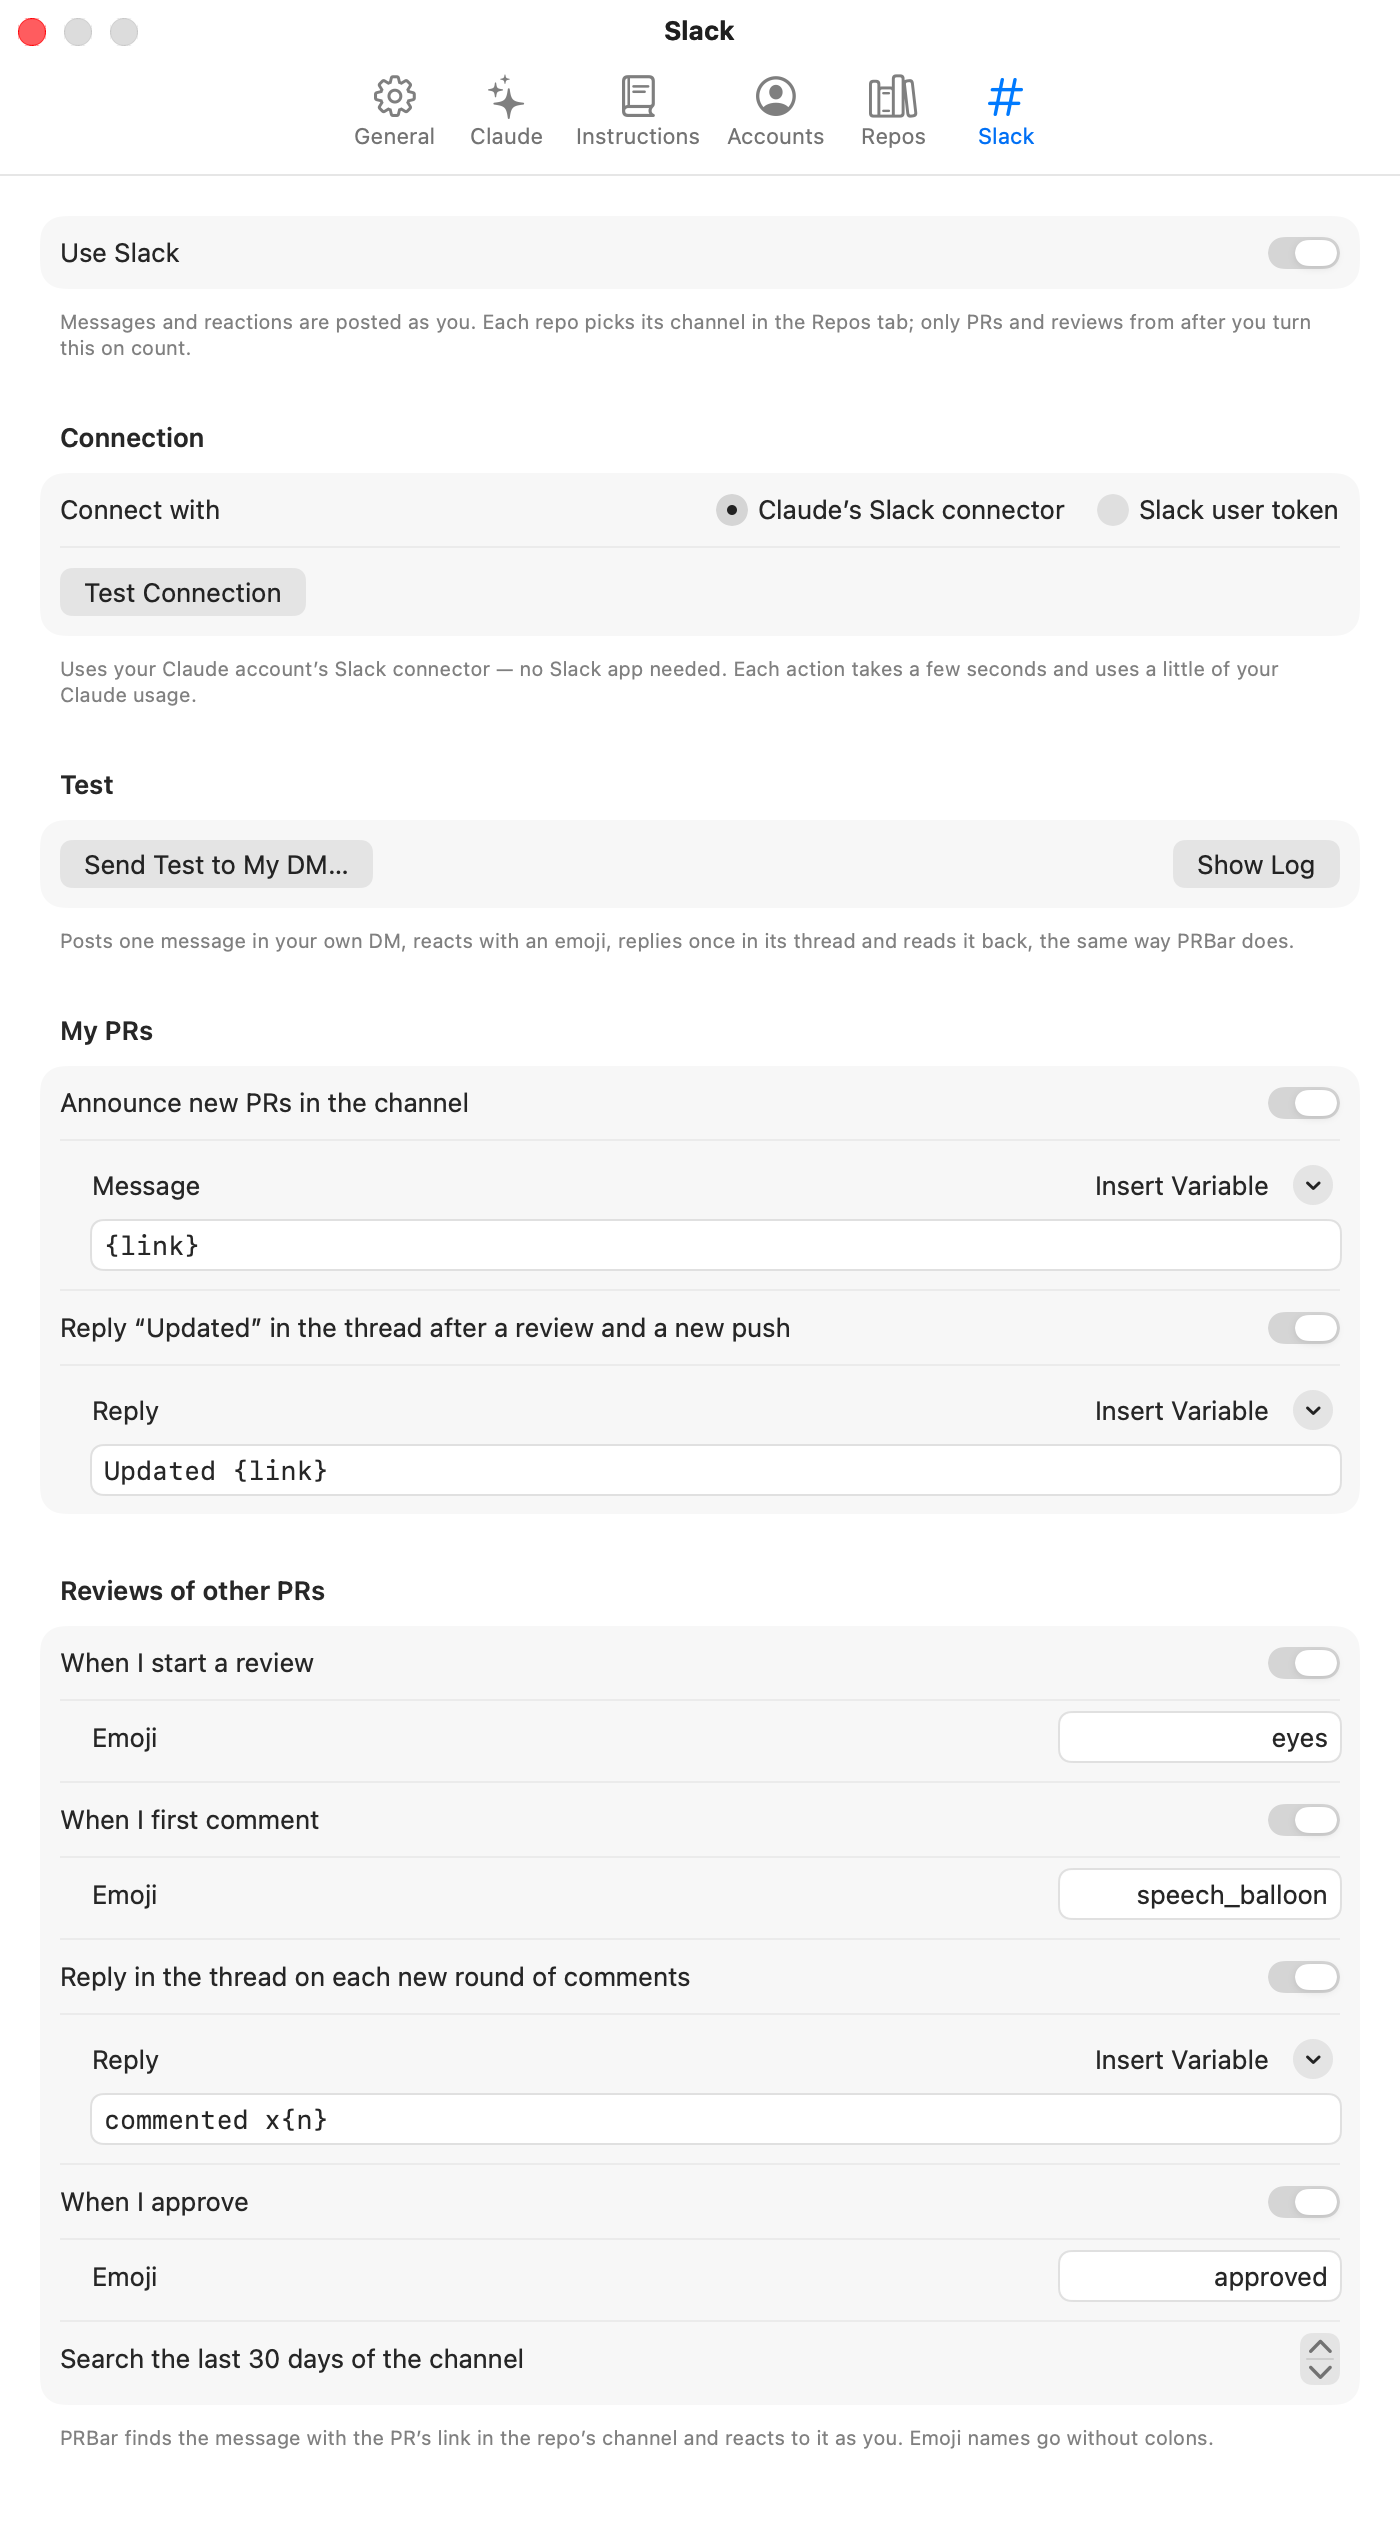 Slack
General
Claude
Instructions
Accounts
Repos
Slack
Use Slack
Messages and reactions are posted as you. Each repo picks its channel in the Repos tab; only PRs and reviews from after you turn
this on count.
Connection
Connect with
Claude’s Slack connector
Slack user token
Test Connection
Uses your Claude account’s Slack connector — no Slack app needed. Each action takes a few seconds and uses a little of your
Claude usage.
Test
Send Test to My DM...
Show Log
Posts one message in your own DM, reacts with an emoji, replies once in its thread and reads it back, the same way PRBar does.
My PRs
Announce new PRs in the channel
Message
Insert Variable
{link}
Reply “Updated” in the thread after a review and a new push
Reply
Insert Variable
Updated {link}
Reviews of other PRs
When I start a review
Emoji
eyes
When I first comment
Emoji
speech_balloon
Reply in the thread on each new round of comments
Reply
Insert Variable
commented x{n}
When I approve
Emoji
approved
Search the last 30 days of the channel
PRBar finds the message with the PR’s link in the repo’s channel and reacts to it as you. Emoji names go without colons.